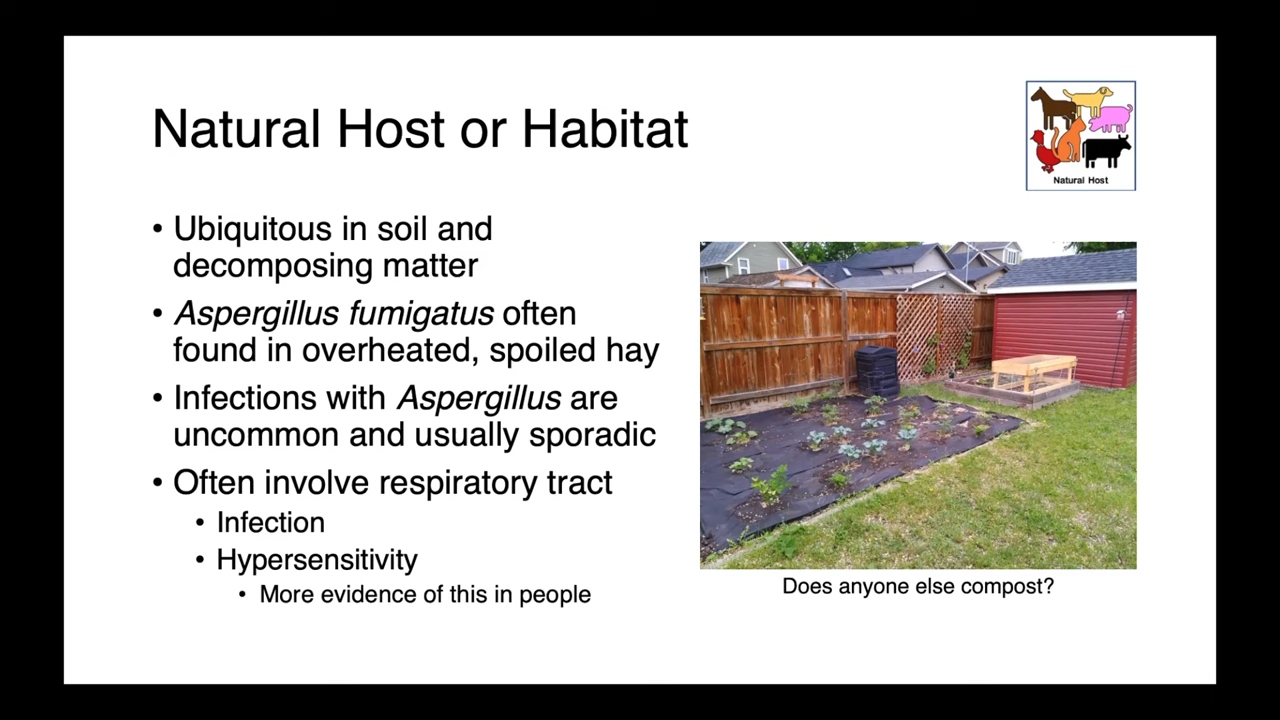 Natural Host or Habitat
Natural Host
• Ubiquitous in soil and
decomposing matter
• Aspergillus fumigatus often
found in overheated, spoiled hay
• Infections with Aspergillus are
uncommon and usually sporadic
• Often involve respiratory tract
• Infection
• Hypersensitivity
• More evidence of this in people
Does anyone else compost?